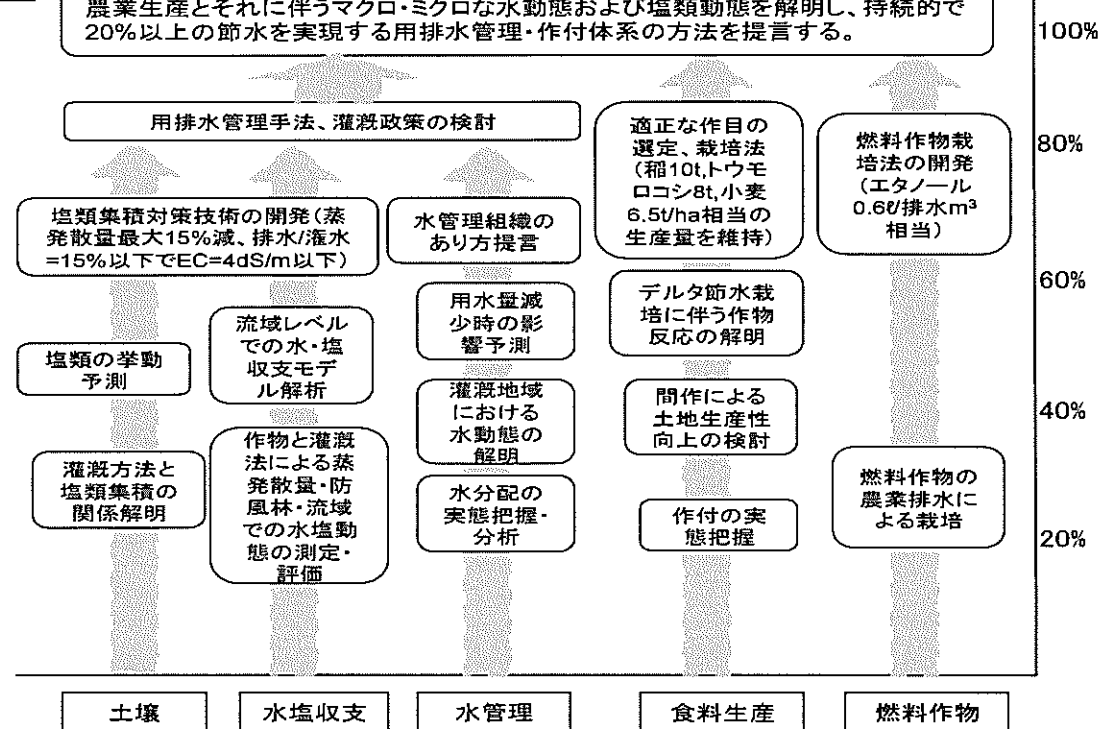 農業生産とそれに伴うマクロ・ミクロな水動態および塩類動態を解明し、持続的で
20%以上の節水を実現する用排水管理・作付体系の方法を提言する。
100%
用排水管理手法、灌漑政策の検討
適正な作目の
選定、栽培法
(稲10t,トウモ
ロコシ8t,小麦
6.5t/ha相当の
生産量を維持)
燃料作物栽
培法の開発
(エタノール
0.6ℓ/排水m³
相当)
80%
塩類集積対策技術の開発(蒸
発散量最大15%減、排水/潅水
=15%以下でEC=4dS/m以下)
水管理組織の
あり方提言
60%
流域レベル
での水・塩
収支モデ
ル解析
用水量減
少時の影
響予測
デルタ節水栽
培に伴う作物
反応の解明
塩類の挙動
予測
灌漑地域
における
水動態の
解明
間作による
土地生産性
向上の検討
40%
灌漑方法と
塩類集積の
関係解明
作物と灌漑
法による蒸
発散量・防
風林・流域
での水塩動
態の測定・
評価
水分配の
実態把握・
分析
作付の実
態把握
燃料作物の
農業排水に
よる栽培
20%
土壌
水塩収支
水管理
食料生産
燃料作物